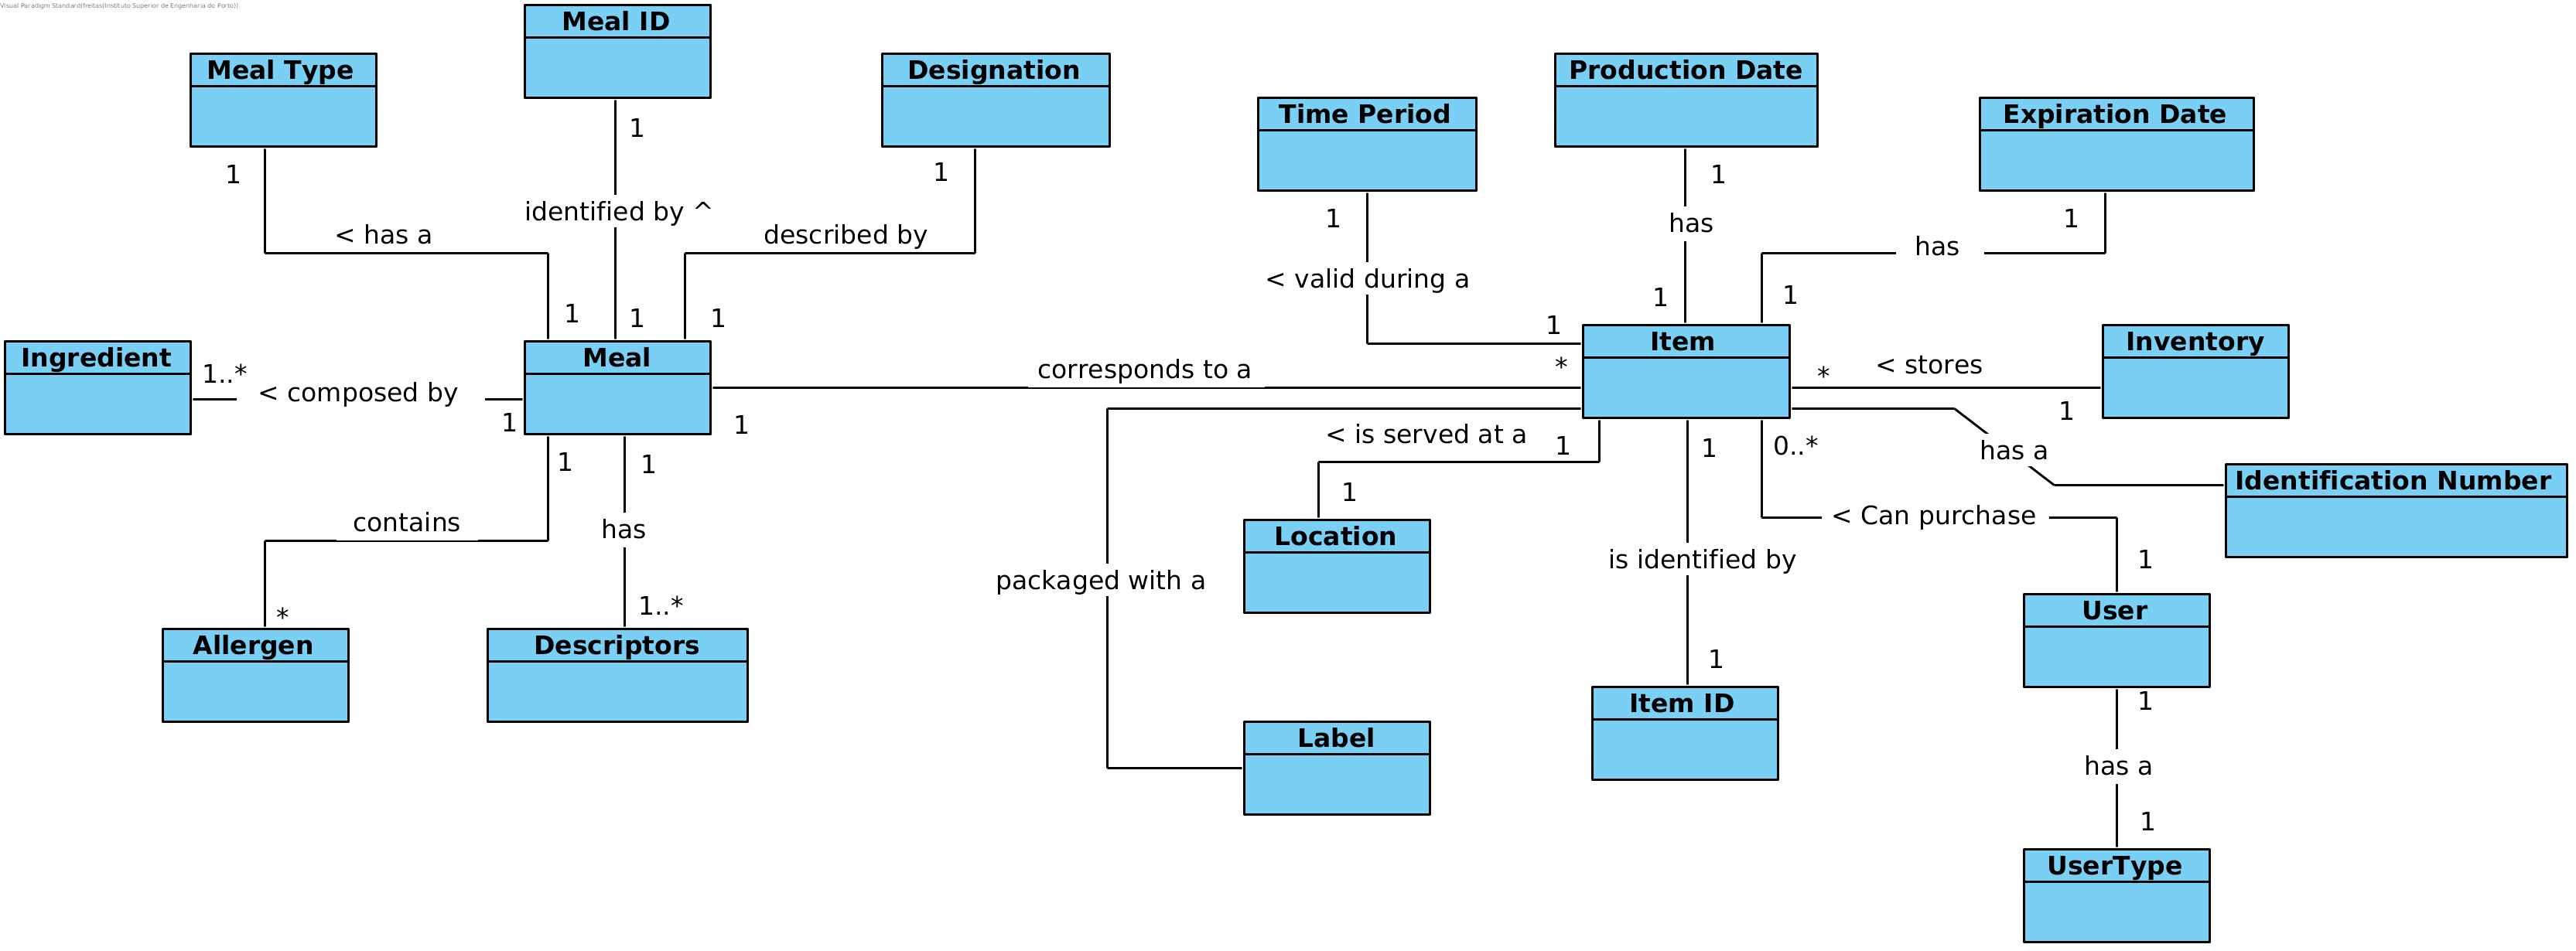 Visual Paradigm Standard(freitas(Instituto Superior de Engenharia do Porto))
Meal ID
Meal Type
Designation
Production Date
Time Period
Expiration Date
1
1
1
1
1
1
1
identified by ^
< has a
described by
has
has
< valid during a
1
1
1
1
1
1
Ingredient
Meal
Item
Inventory
1..*
< composed by
1
corresponds to a
*
*
< stores
1
1
< is served at a
1
1
0..*
has a
Identification Number
1
1
1
contains
has
< Can purchase
Location
1
packaged with a
is identified by
*
1..*
User
Allergen
Descriptors
1
1
Item ID
Label
has a
1
UserType